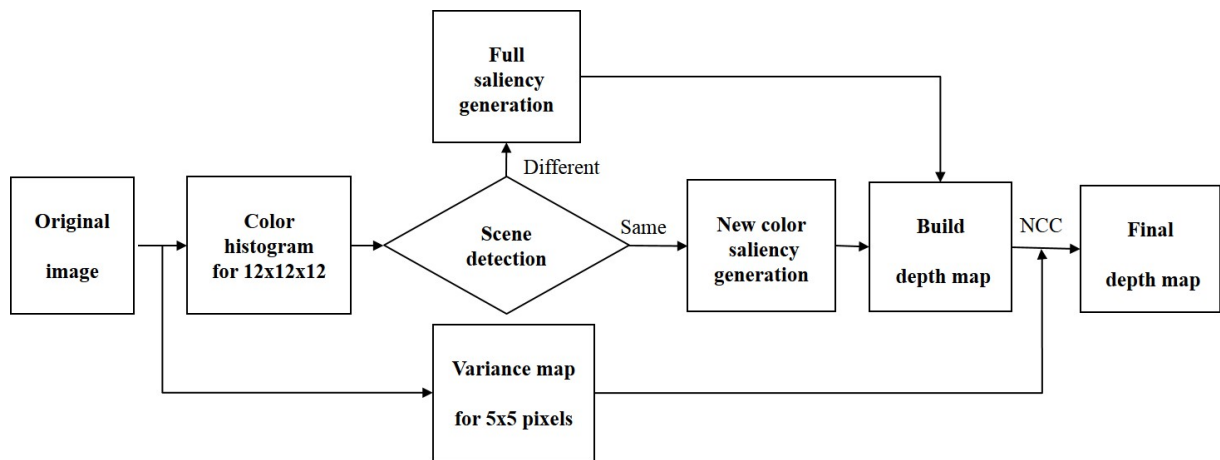 Full
saliency
generation
Different
Original
image
Color
histogram
for 12x12x12
Scene
detection
Same
New color
saliency
generation
Build
depth map
NCC
Final
depth map
Variance map
for 5x5 pixels